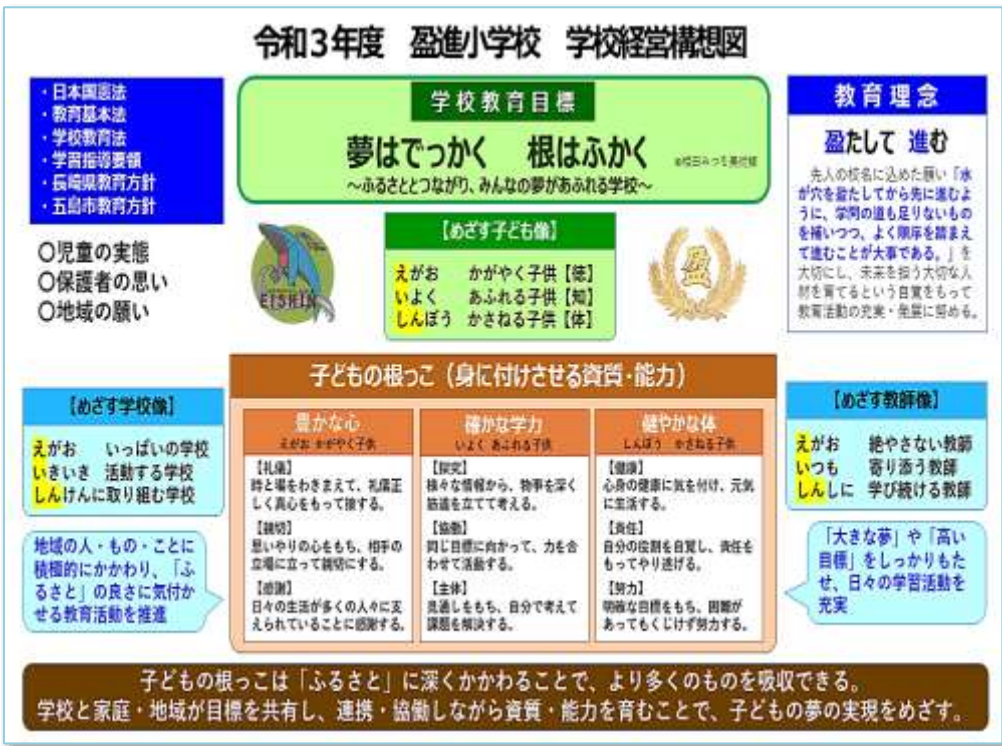 令和3年度 盈進小学校 学校経営構想図
・日本国憲法
・教育基本法
・学校教育法
・学習指導要領
・長崎県教育方針
・五島市教育方針
〇児童の実態
〇保護者の思い
〇地域の願い
学校教育目標
夢はでっかく 根はふかく
～ふるさととつながり、みんなの夢があふれる学校～
教育理念
盈たして 進む
先人の校名に込めた願い「水
が穴を盈たしてから先に進むよ
うに、学問の道も足りないもの
を補いつつ、よく順序を踏まえ
て進むことが大事である。」を
大切にし、未来を担う大切な人
材を育てるという自覚をもって
教育活動の充実・発展に努める。
EISHIN
【めざす子ども像】
えがお かがやく子供【徳】
いよく あふれる子供【知】
しんぼう かさねる子供【体】
盈
【めざす学校像】
えがお いっぱいの学校
いきいき 活動する学校
しんけんに取り組む学校
地域の人・もの・ことに
積極的にかかわり、「ふ
るさと」の良さに気付か
せる教育活動を推進
子どもの根っこ（身に付けさせる資質・能力）
豊かな心
えがお かがやく子供
【礼儀】
時と場をわきまえて、礼儀正
しく真心をもって接する。
【親切】
思いやりの心をもち、相手の
立場に立って親切にする。
【感謝】
日々の生活が多くの人々に支
えられていることに感謝する。
確かな学力
いよく あふれる子供
【探究】
様々な情報から、物事を深く
筋道を立てて考える。
【協働】
同じ目標に向かって、力を合
わせて活動する。
【主体】
見通しをもち、自分で考えて
課題を解決する。
健やかな体
しんぼう かさねる子供
【健康】
心身の健康に気を付け、元気
に生活する。
【責任】
自分の役割を自覚し、責任を
もってやり遂げる。
【努力】
明確な目標をもち、困難が
あってもくじけず努力する。
【めざす教師像】
えがお 絶やさない教師
いつも 寄り添う教師
しんしに 学び続ける教師
「大きな夢」や「高い
目標」をしっかりもた
せ、日々の学習活動を
充実
子どもの根っこは「ふるさと」に深くかかわることで、より多くのものを吸収できる。
学校と家庭・地域が目標を共有し、連携・協働しながら資質・能力を育むことで、子どもの夢の実現をめざす。